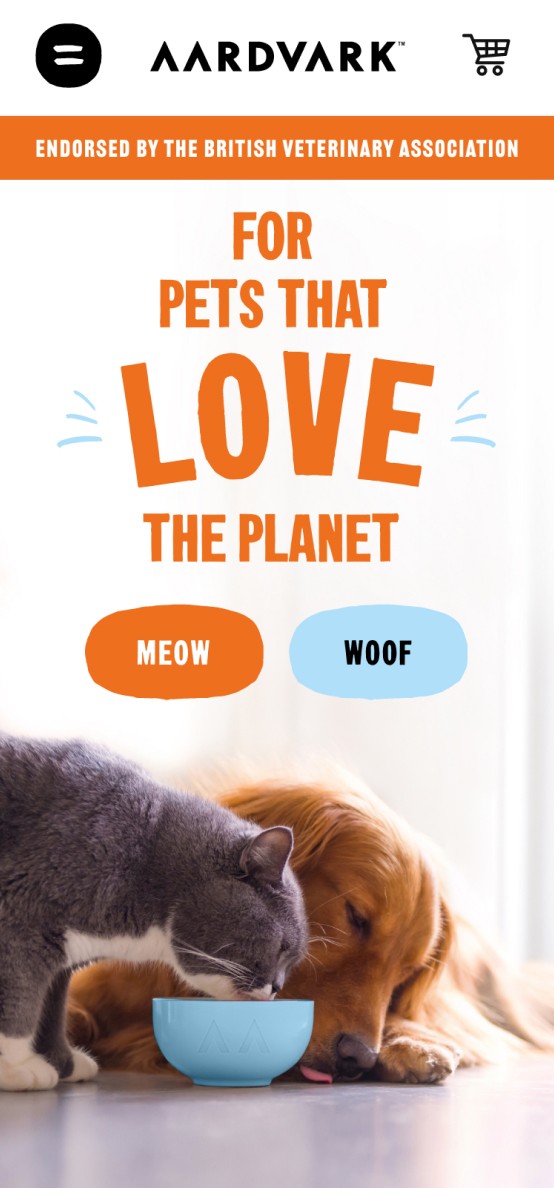 AARDVARK™
ENDORSED BY THE BRITISH VETERINARY ASSOCIATION
FOR
PETS THAT
LOVE
THE PLANET
MEOW
WOOF